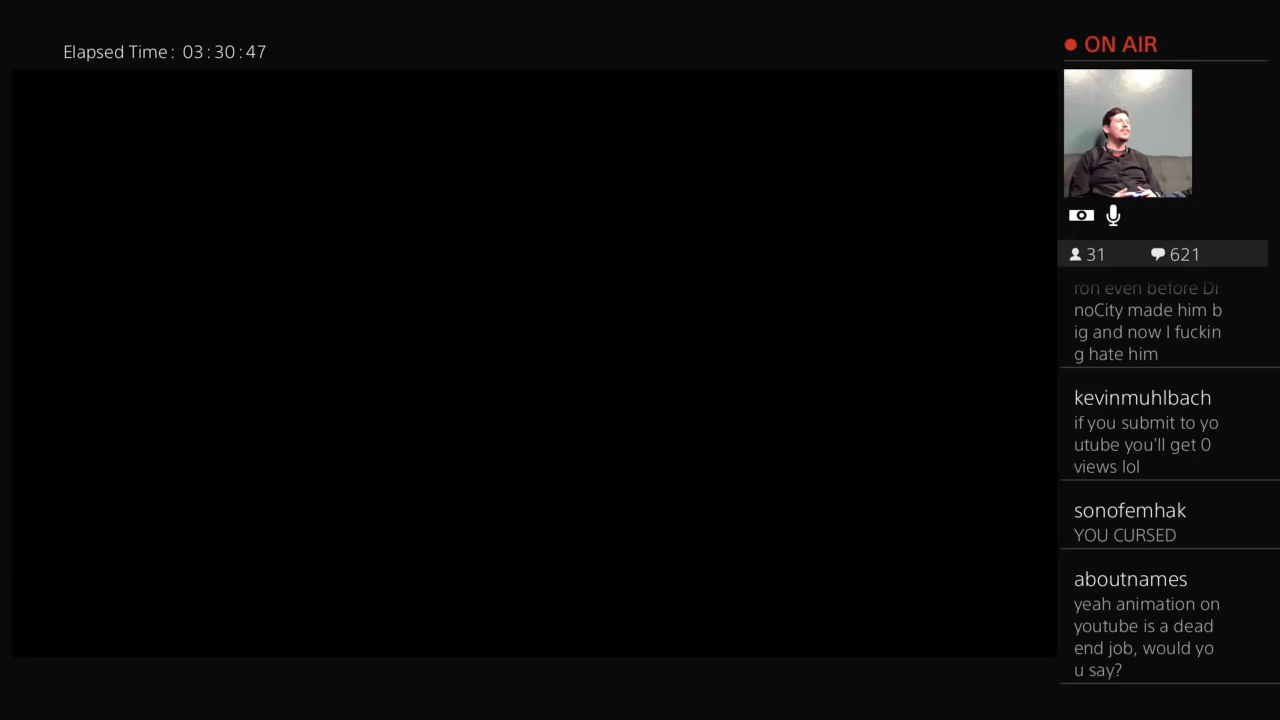 Elapsed Time: 03:30:47
ON AIR
31 621
ron even before Di
noCity made him b
ig and now I fuckin
g hate him
kevinmuhlbach
if you submit to yo
utube you'll get 0
views lol
sonofemhak
YOU CURSED
aboutnames
yeah animation on
youtube is a dead
end job, would yo
u say?